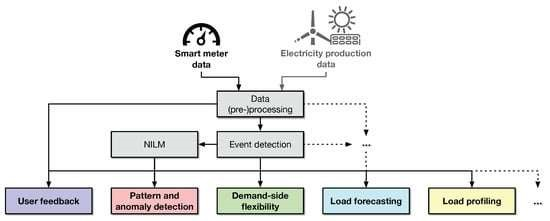 Smart meter
data
Electricity production
data
Data
(pre-)processing
NILM
Event detection
...
User feedback
Pattern and
anomaly detection
Demand-side
flexibility
Load forecasting
Load profiling
...